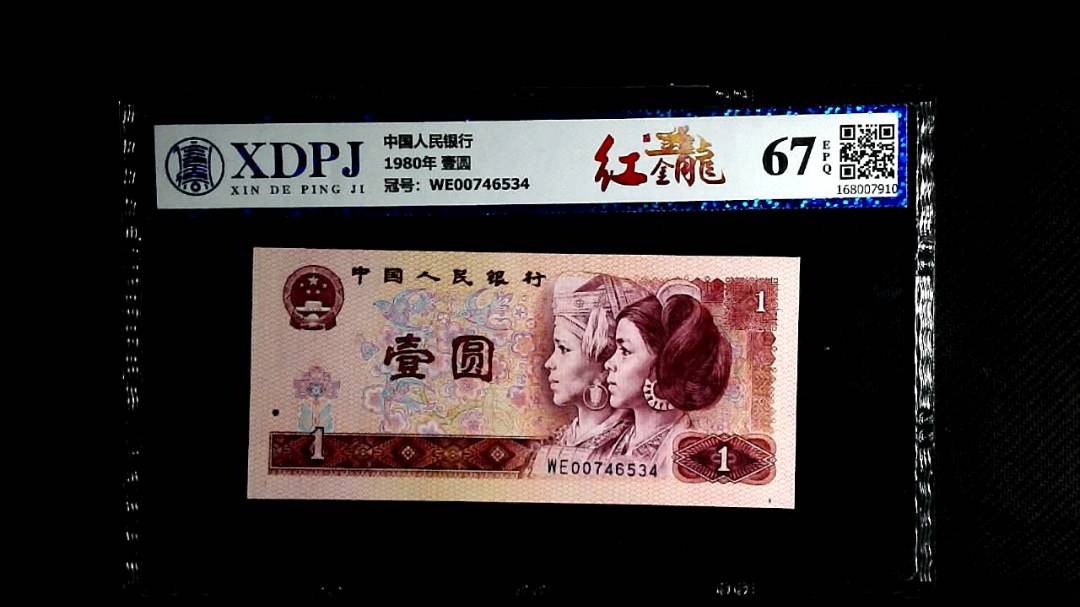 XDPJ
XIN DE PING JI
中国人民银行
1980年 壹圆
冠号：WE00746534
红金龍
67
EPQ
168007910
中国人民银行
壹圆
1
1
WE00746534
1